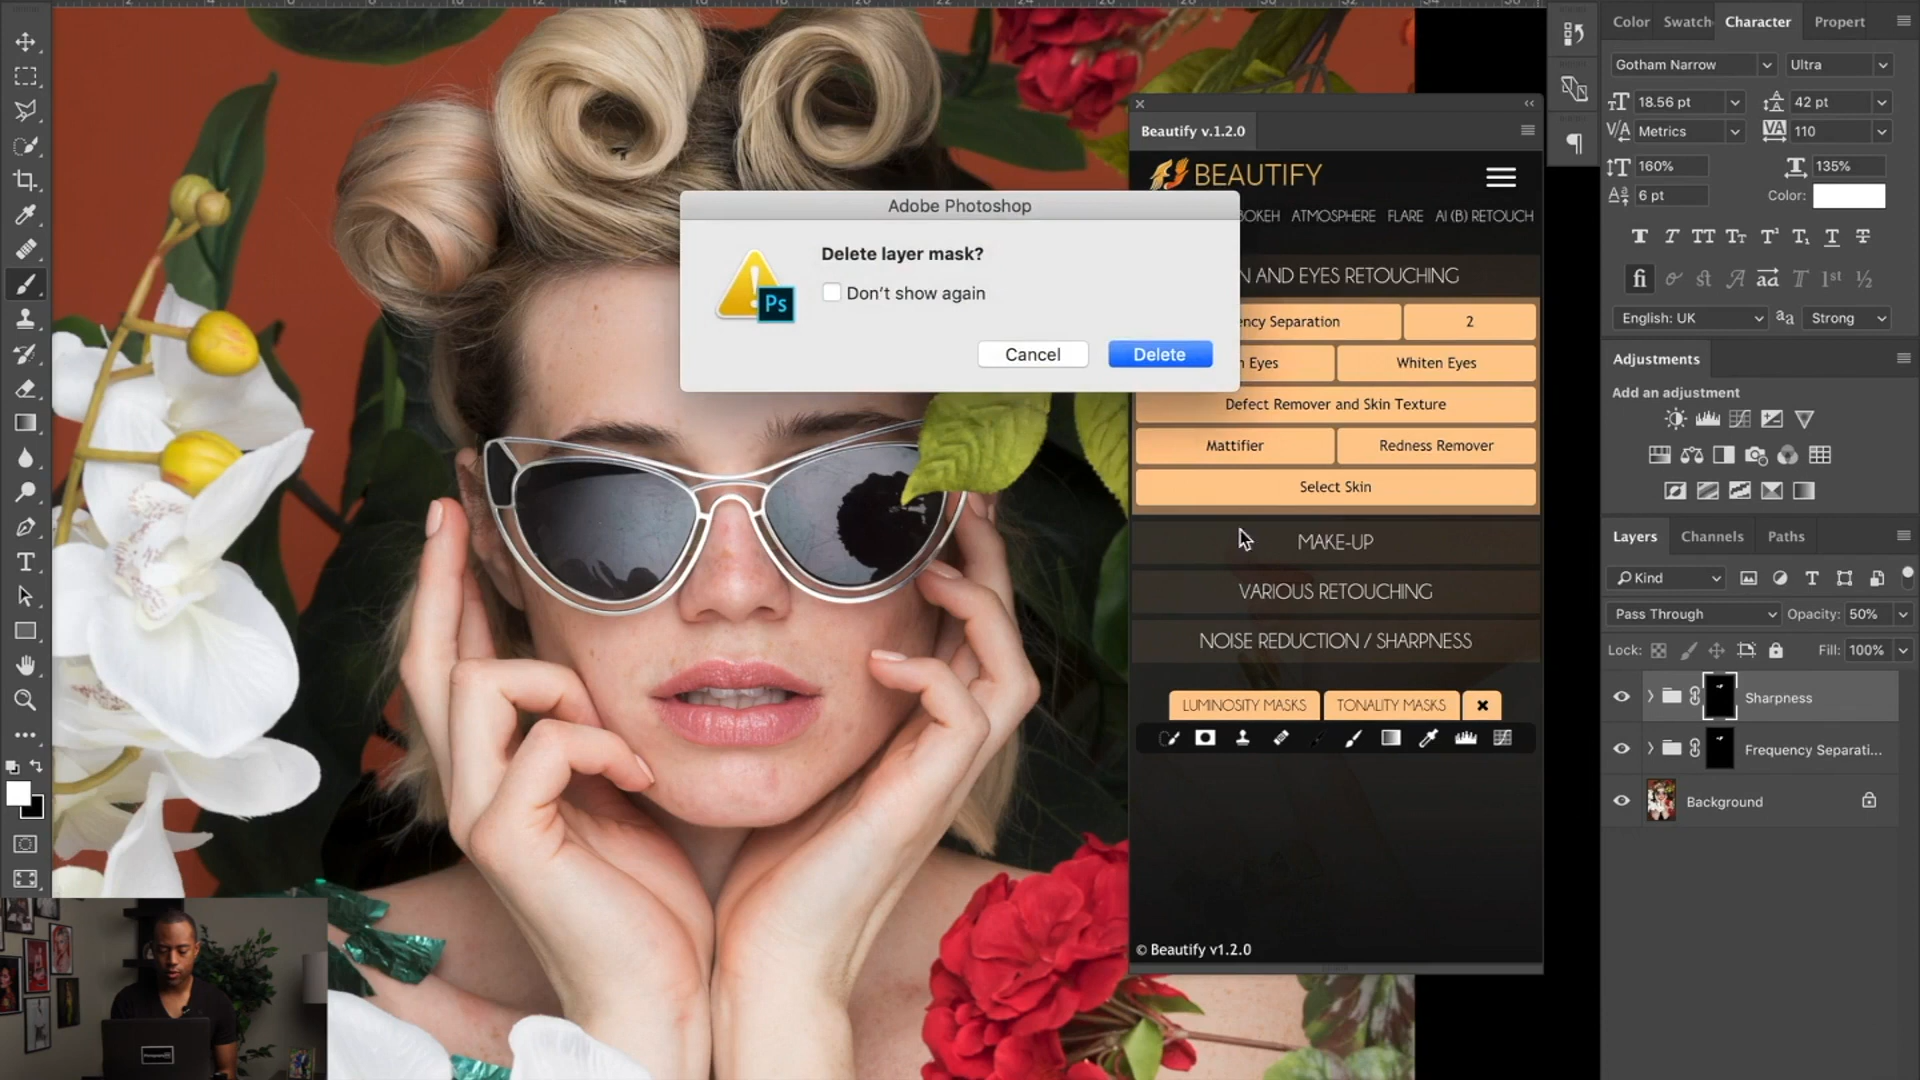 Color Swatch Character Propert
Gotham Narrow Ultra
18.56 pt 42 pt
Metrics 110
160% 135%
6 pt Color:
English: UK aa Strong
Adjustments
Add an adjustment
Layers Channels Paths
Kind
Pass Through Opacity: 50%
Lock: Fill: 100%
Sharpness
Frequency Separati...
Background
Beautify v.1.2.0
BEAUTIFY
BOKEH ATMOSPHERE FLARE AI (B) RETOUCH
N AND EYES RETOUCHING
ency Separation 2
n Eyes Whiten Eyes
Defect Remover and Skin Texture
Mattifier Redness Remover
Select Skin
MAKE-UP
VARIOUS RETOUCHING
NOISE REDUCTION / SHARPNESS
LUMINOSITY MASKS TONALITY MASKS
© Beautify v1.2.0
Adobe Photoshop
Delete layer mask?
Ps
Don't show again
Cancel Delete